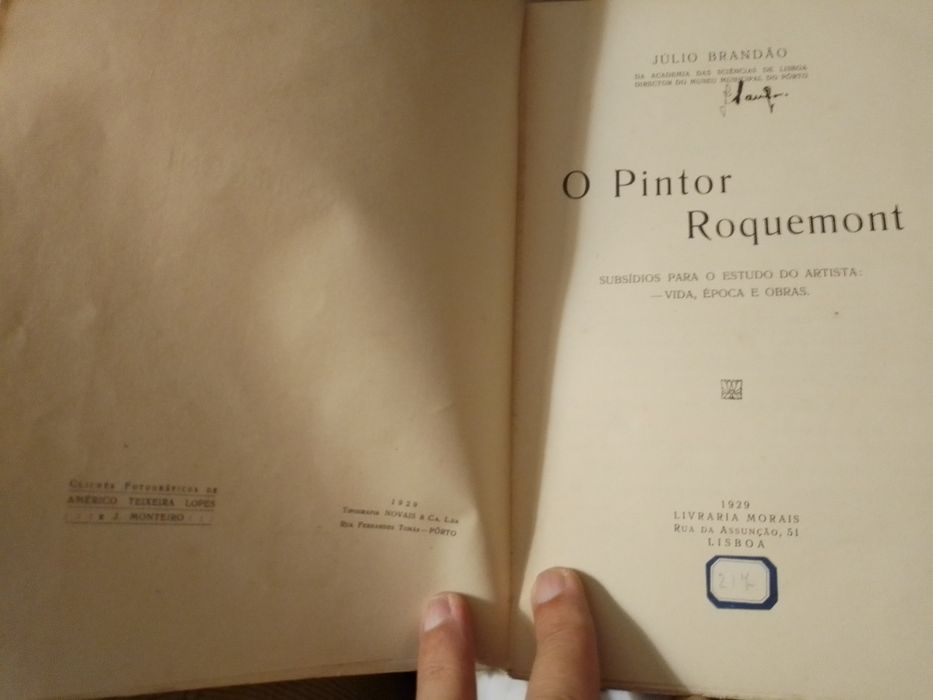 CLICHÉS FOTOGRÁFICOS DE
AMÉRICO TEIXEIRA LOPES
E J. MONTEIRO
1929
TIPOGRAFIA NOVAIS & CA. LDA
RUA FERNANDES TOMÁS — PÔRTO
JÚLIO BRANDÃO
DA ACADEMIA DAS SCIÊNCIAS DE LISBOA
DIRECTOR DO MUSEU MUNICIPAL DO PÔRTO
O Pintor
Roquemont
SUBSÍDIOS PARA O ESTUDO DO ARTISTA:
— VIDA, ÉPOCA E OBRAS.
1929
LIVRARIA MORAIS
RUA DA ASSUNÇÃO, 51
LISBOA